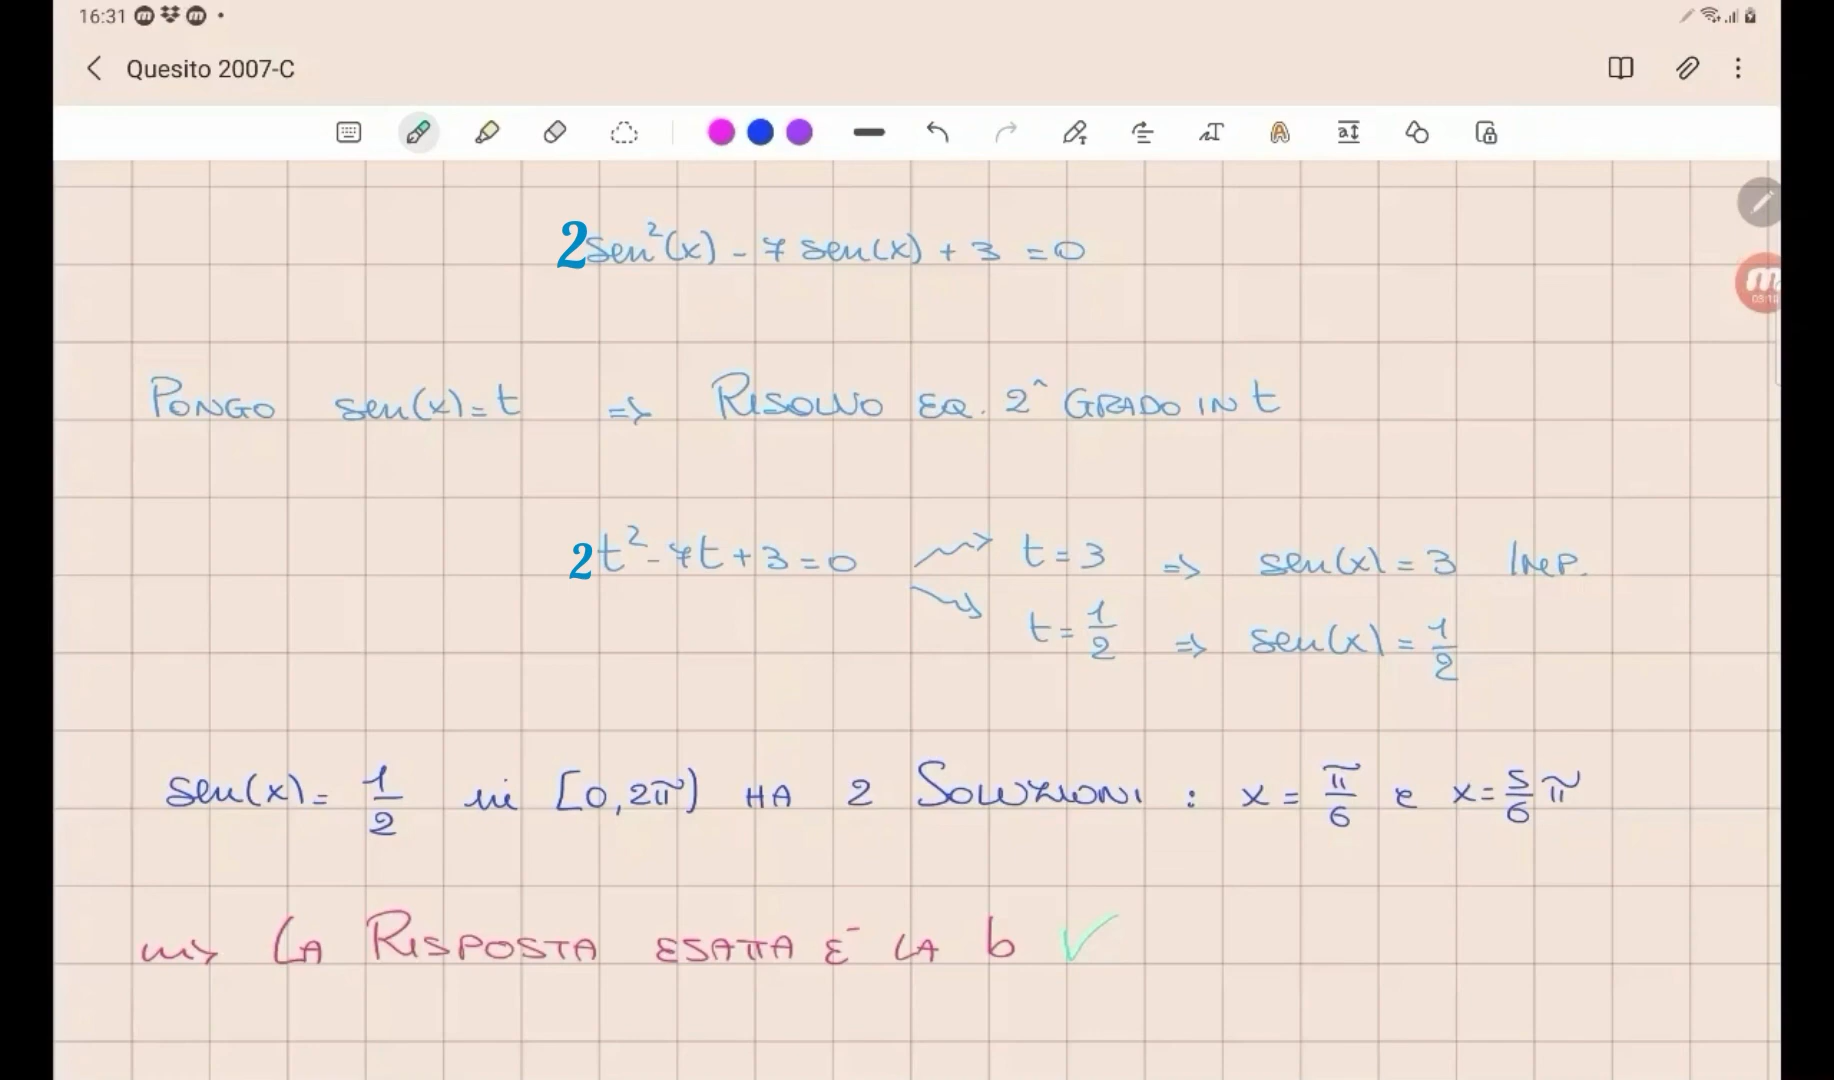 16:31
Quesito 2007-C
2sen²(x) - 7 sen(x) + 3 = 0
PONGO sen(x) = t => RISOLVO EQ. 2^ GRADO IN t
2t² - 7t + 3 = 0 t = 3 => sen(x) = 3 IMP.
t = 1/2 => sen(x) = 1/2
sen(x) = 1/2 in [0, 2π) HA 2 SOLUZIONI : x = π/6 e x = 5/6 π
LA RISPOSTA ESATTA È LA b ✓